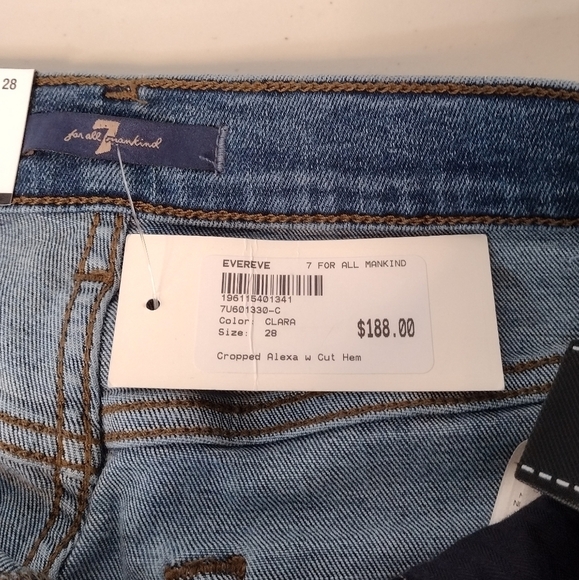 28
7
for all mankind
EVEREVE 7 FOR ALL MANKIND
196115401341
7U601330-C
Color: CLARA
Size: 28 $188.00
Cropped Alexa w Cut Hem